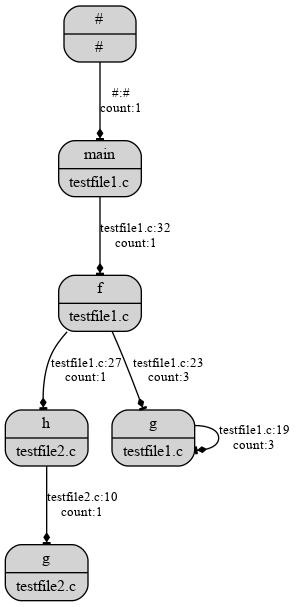 #
#
#:#
count:1
main
testfile1.c
testfile1.c:32
count:1
f
testfile1.c
testfile1.c:27
count:1
testfile1.c:23
count:3
h
testfile2.c
g
testfile1.c
testfile1.c:19
count:3
testfile2.c:10
count:1
g
testfile2.c